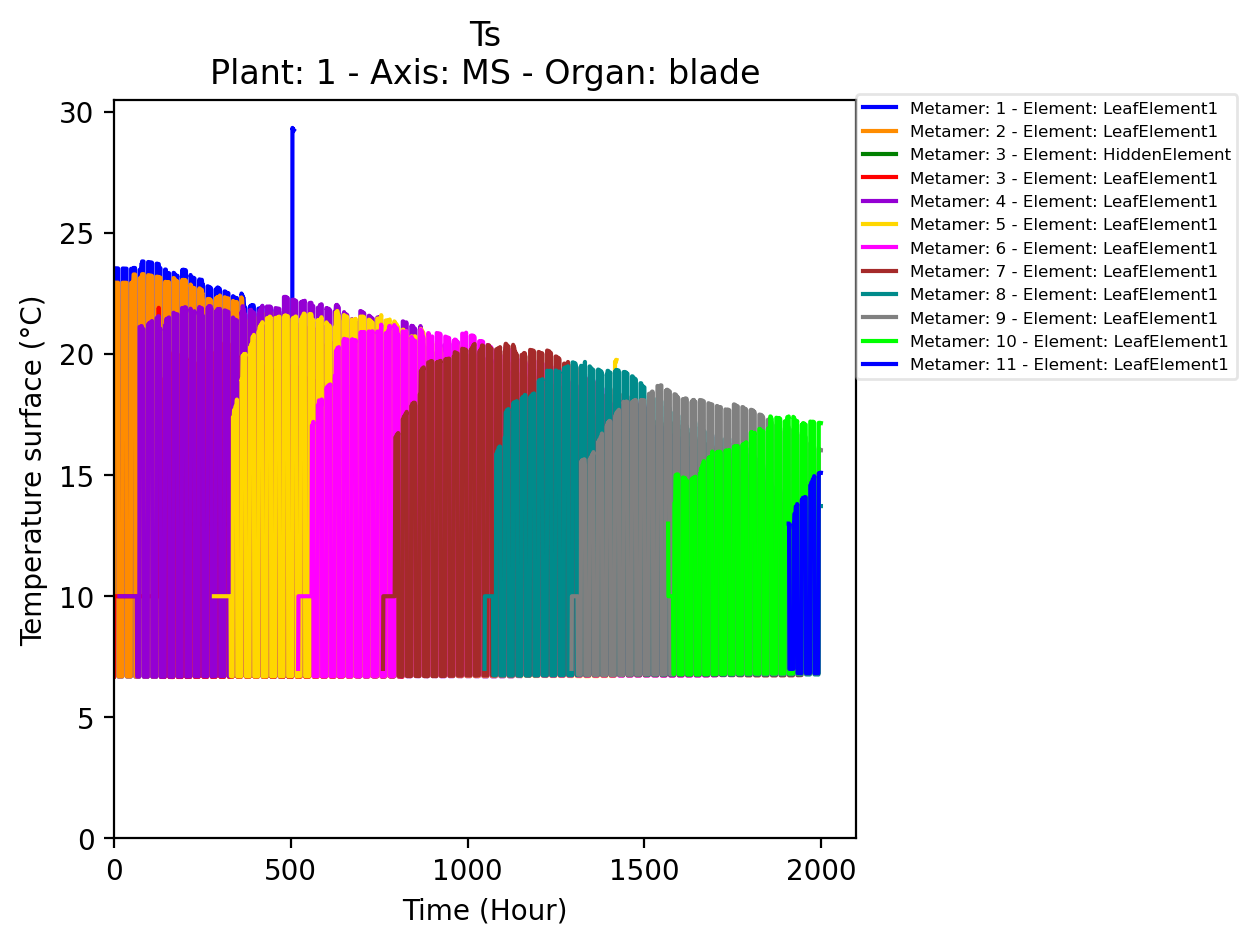 Ts
Plant: 1 - Axis: MS - Organ: blade
30
25
20
15
10
5
0
Temperature surface (°C)
0 500 1000 1500 2000
Time (Hour)
Metamer: 1 - Element: LeafElement1
Metamer: 2 - Element: LeafElement1
Metamer: 3 - Element: HiddenElement
Metamer: 3 - Element: LeafElement1
Metamer: 4 - Element: LeafElement1
Metamer: 5 - Element: LeafElement1
Metamer: 6 - Element: LeafElement1
Metamer: 7 - Element: LeafElement1
Metamer: 8 - Element: LeafElement1
Metamer: 9 - Element: LeafElement1
Metamer: 10 - Element: LeafElement1
Metamer: 11 - Element: LeafElement1